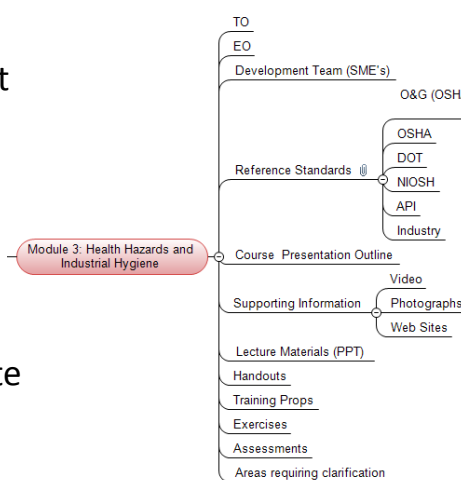 TO
EO
Development Team (SME's)
O&G (OSH
OSHA
DOT
Reference Standards
NIOSH
API
Industry
Module 3: Health Hazards and
Industrial Hygiene
Course Presentation Outline
Video
Supporting Information
Photographs
Web Sites
Lecture Materials (PPT)
Handouts
Training Props
Exercises
Assessments
Areas requiring clarification